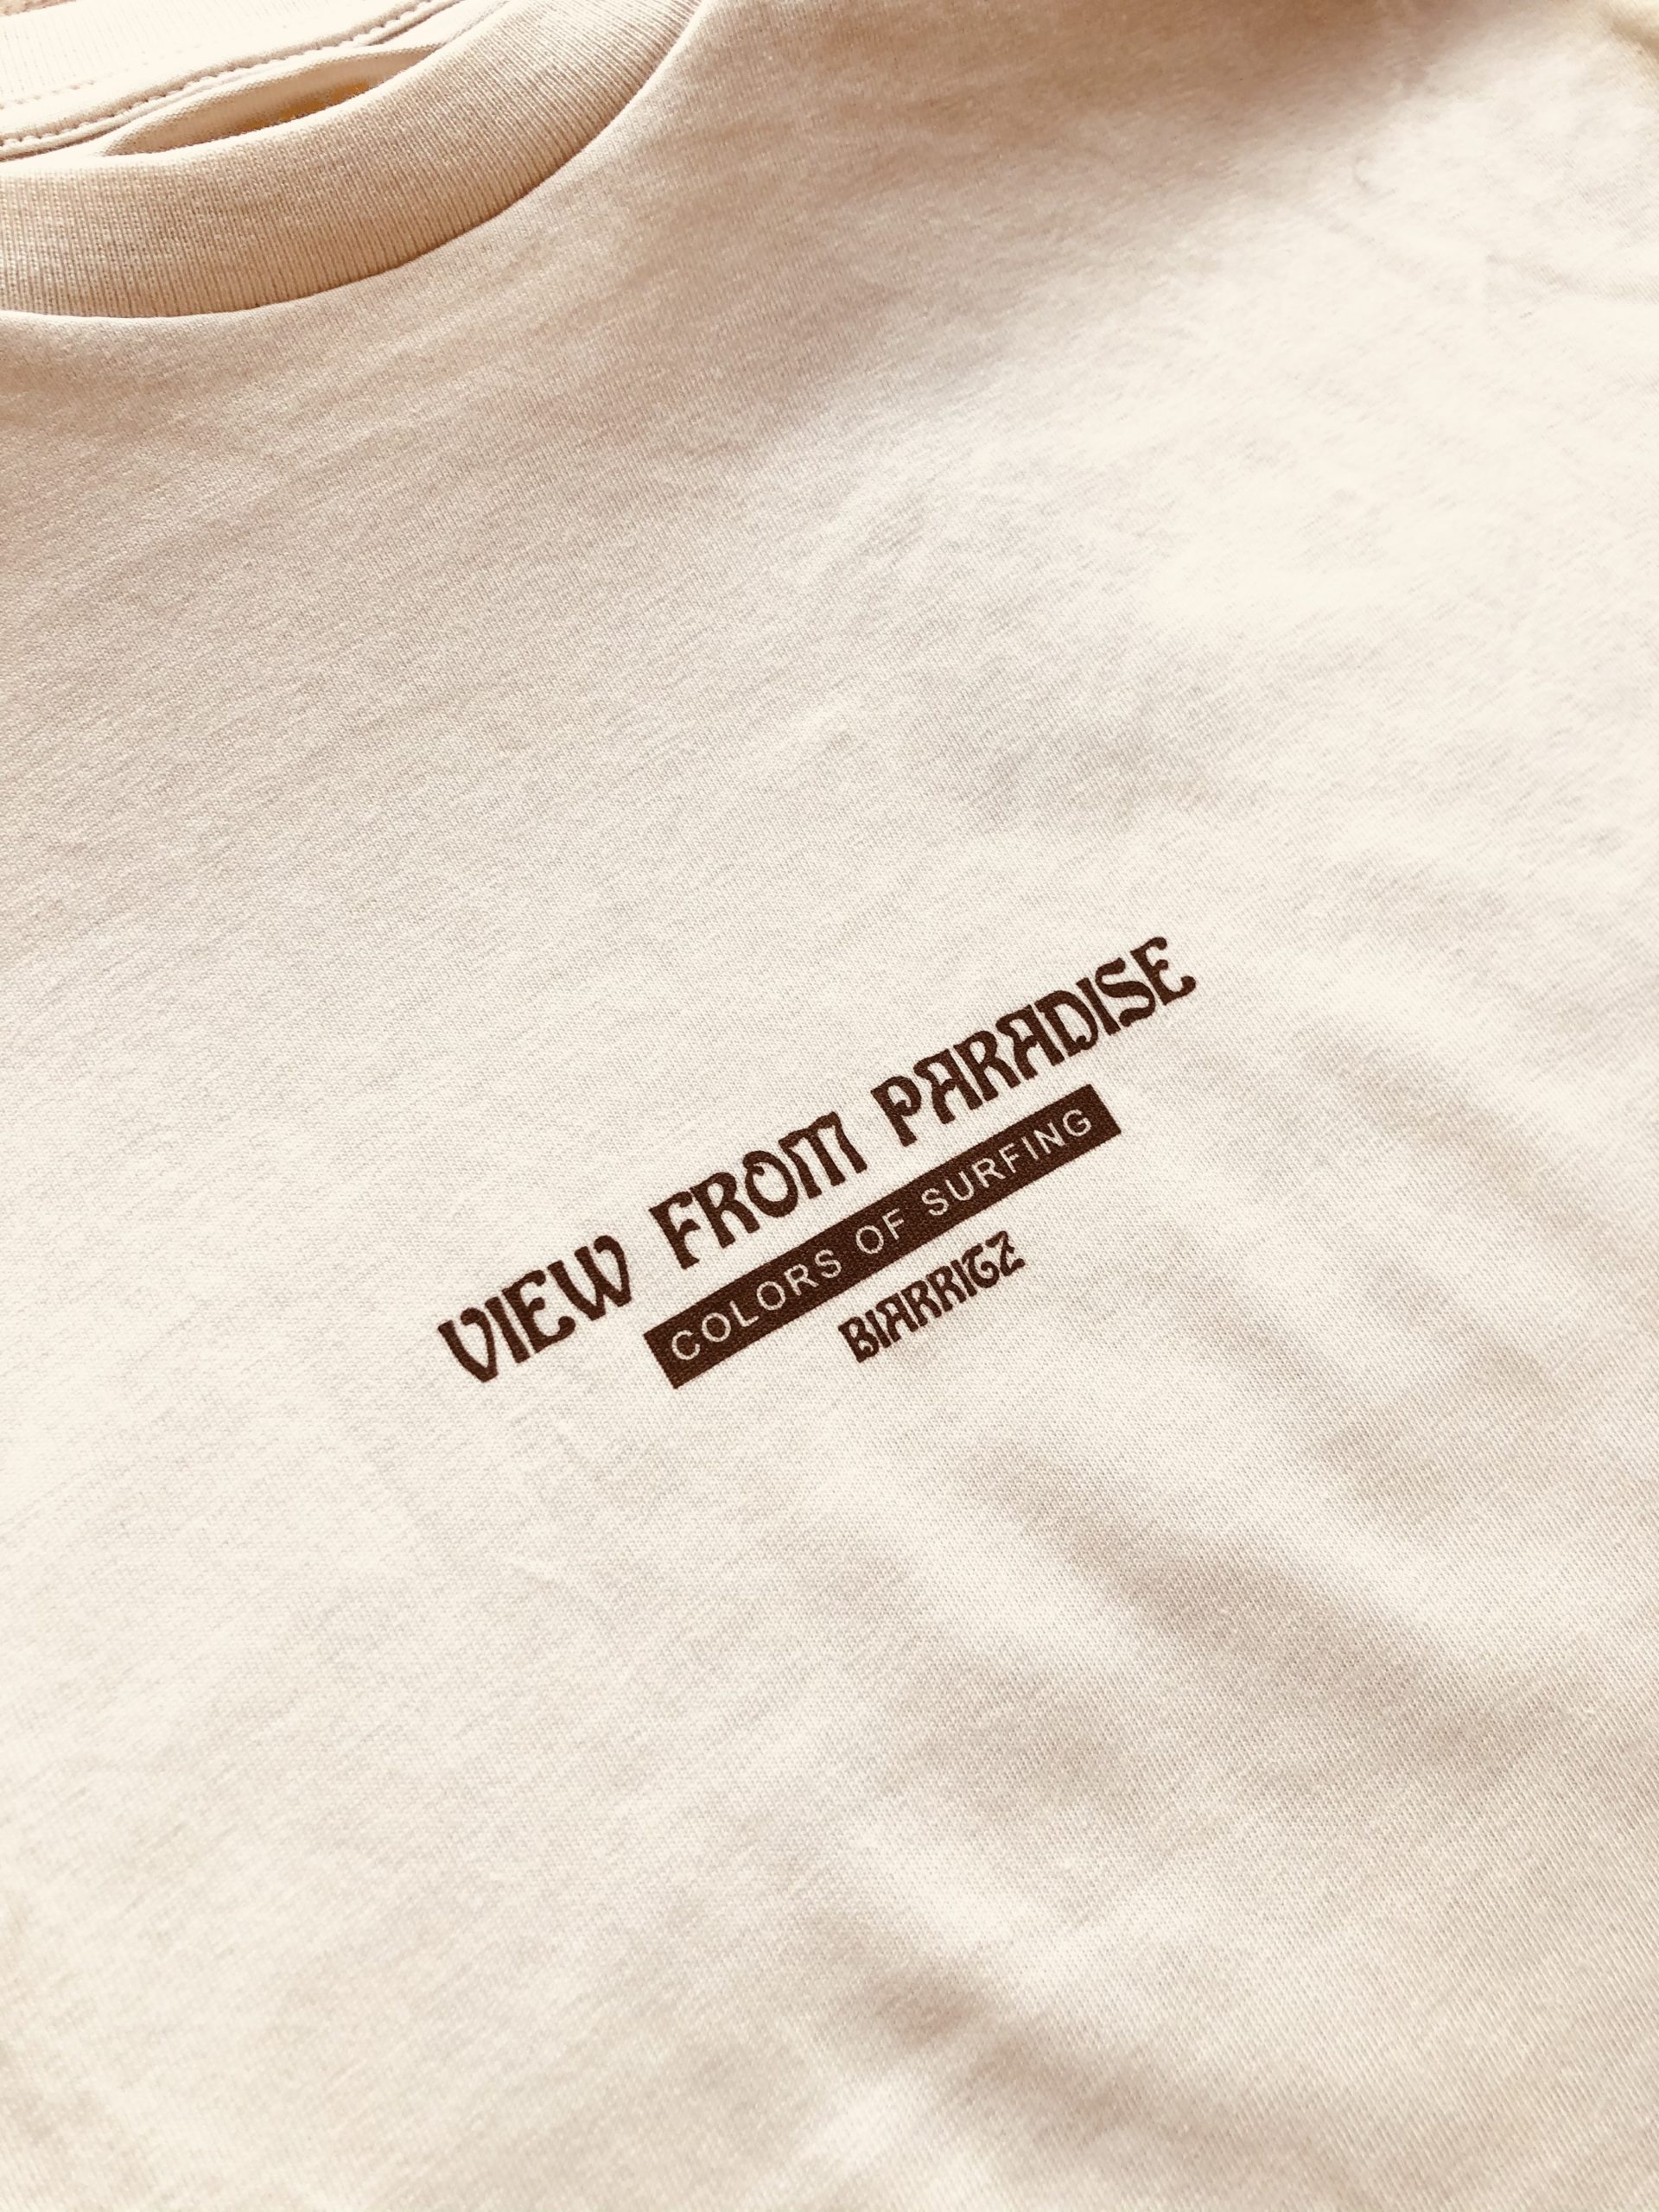 VIEW FROM PARADISE
COLORS OF SURFING
BIARRITZ